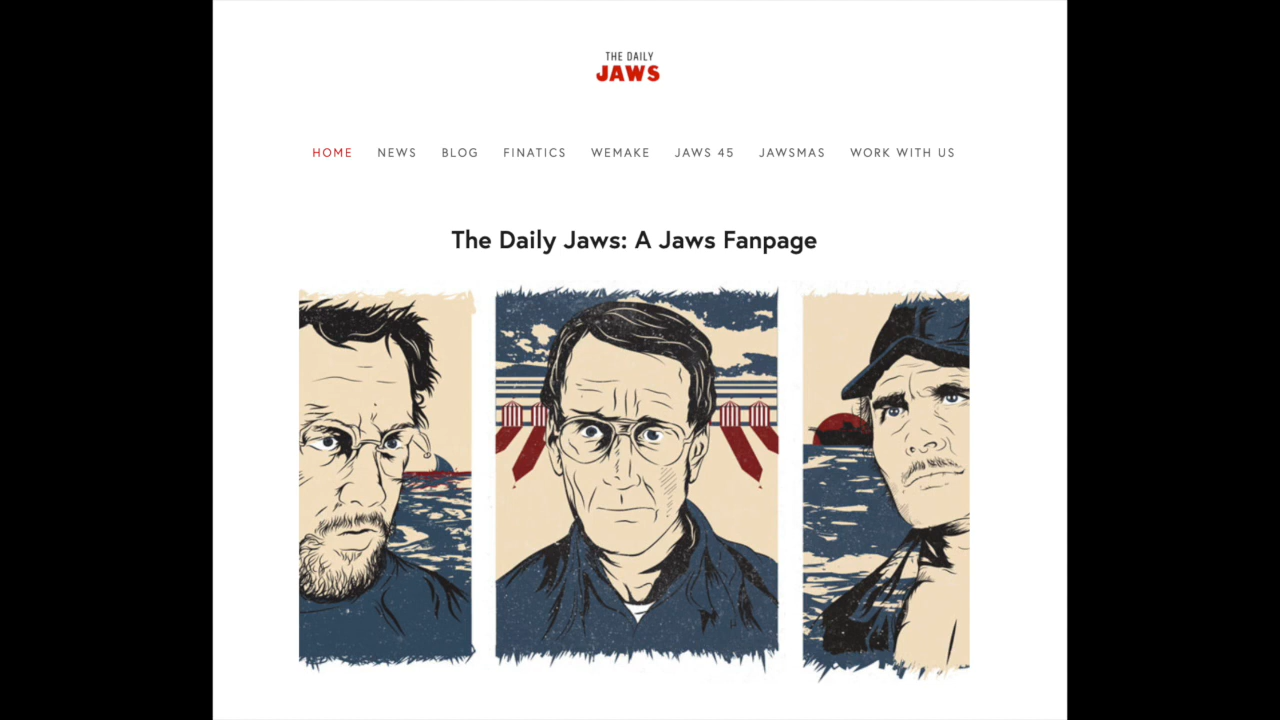 THE DAILY
JAWS
HOME NEWS BLOG FINATICS WEMAKE JAWS 45 JAWSMAS WORK WITH US
The Daily Jaws: A Jaws Fanpage